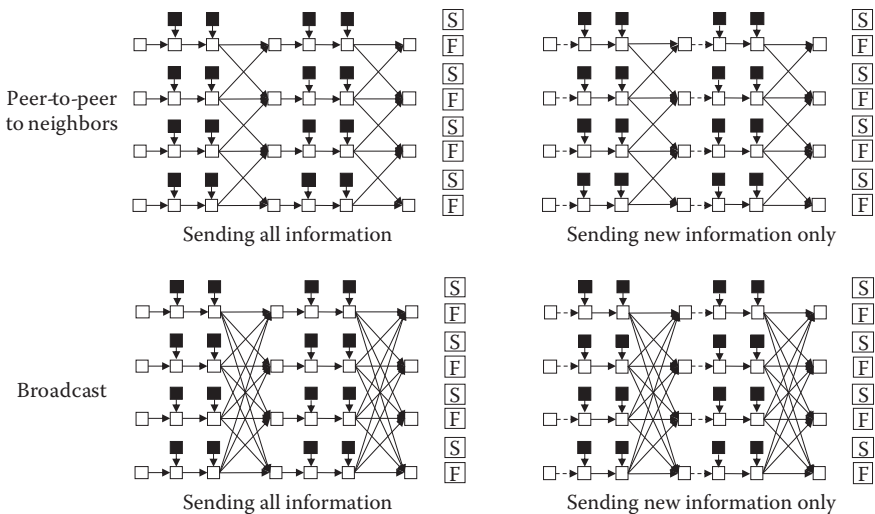 S
F
S
F
S
F
S
F
S
F
S
F
S
F
S
F
Peer-to-peer
to neighbors
Sending all information
Sending new information only
S
F
S
F
S
F
S
F
S
F
S
F
S
F
S
F
Broadcast
Sending all information
Sending new information only